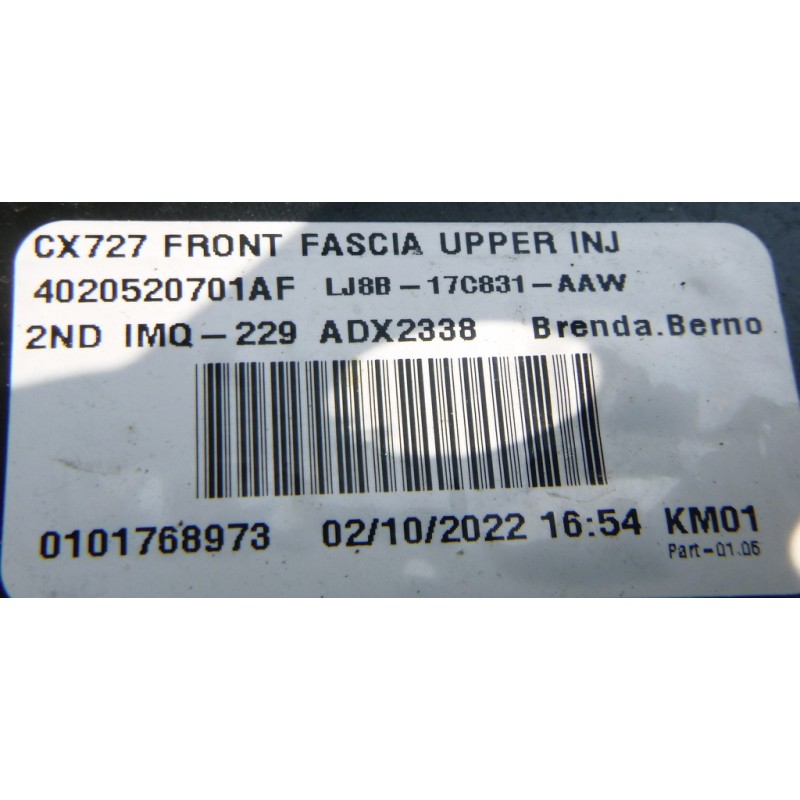 CX727 FRONT FASCIA UPPER INJ
4020520701AF LJ8B-17C831-AAW
2ND IMQ-229 ADX2338 Brenda.Berno
0101768973 02/10/2022 16:54 KM01
Part-01.06